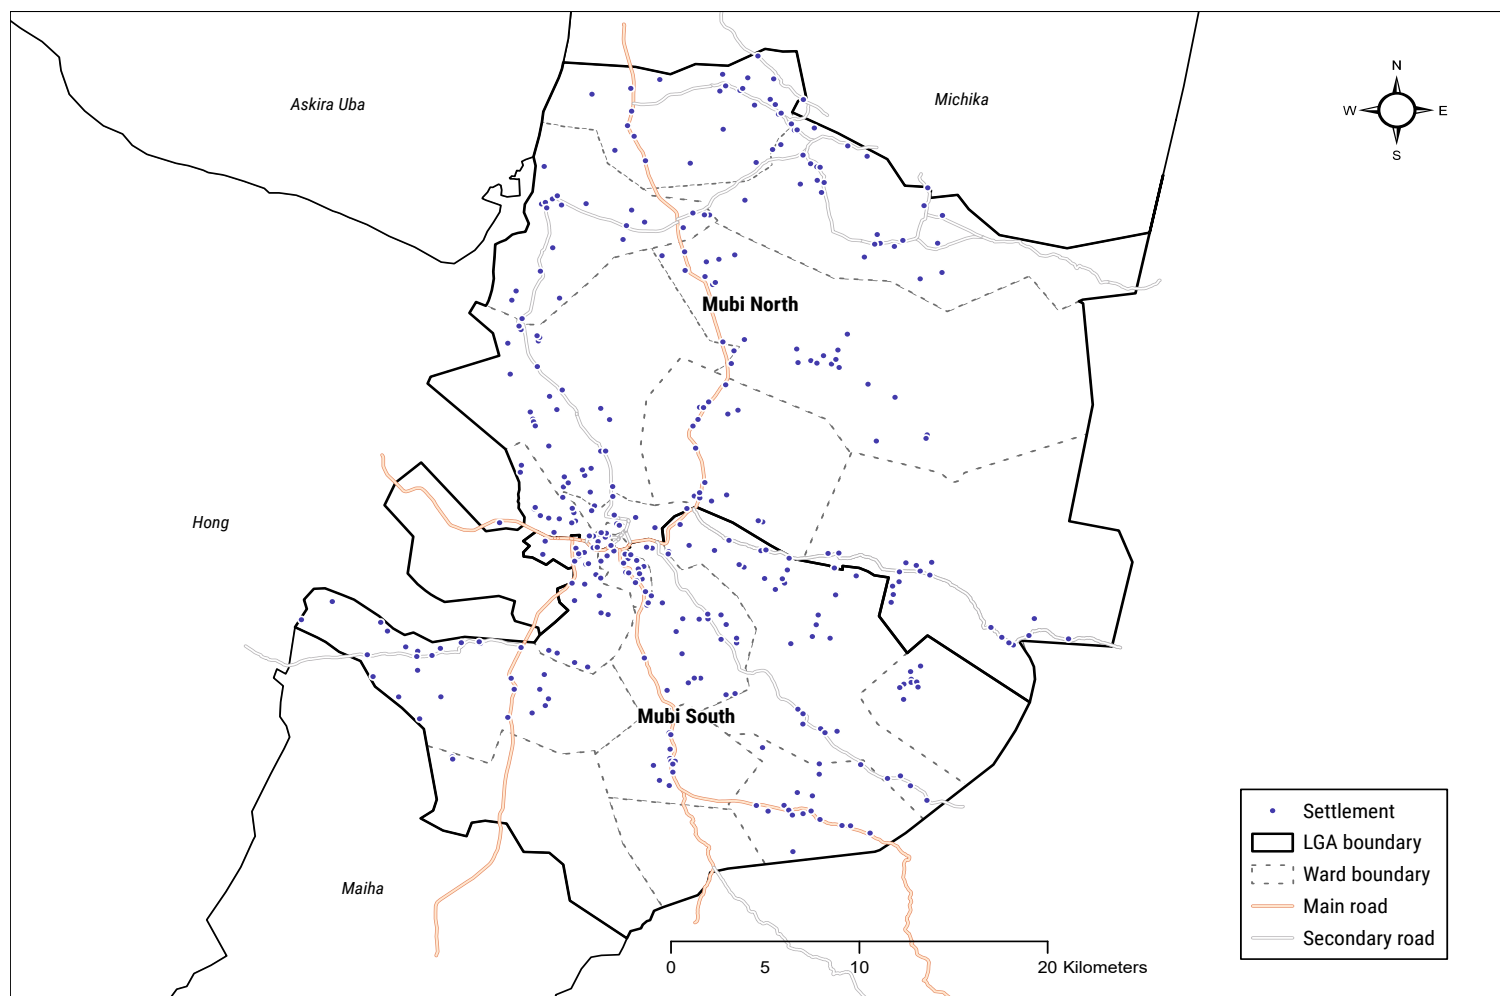 Askira Uba
Michika
N
W
E
S
Mubi North
Hong
Mubi South
Maiha
Settlement
LGA boundary
Ward boundary
Main road
Secondary road
0 5 10 20 Kilometers